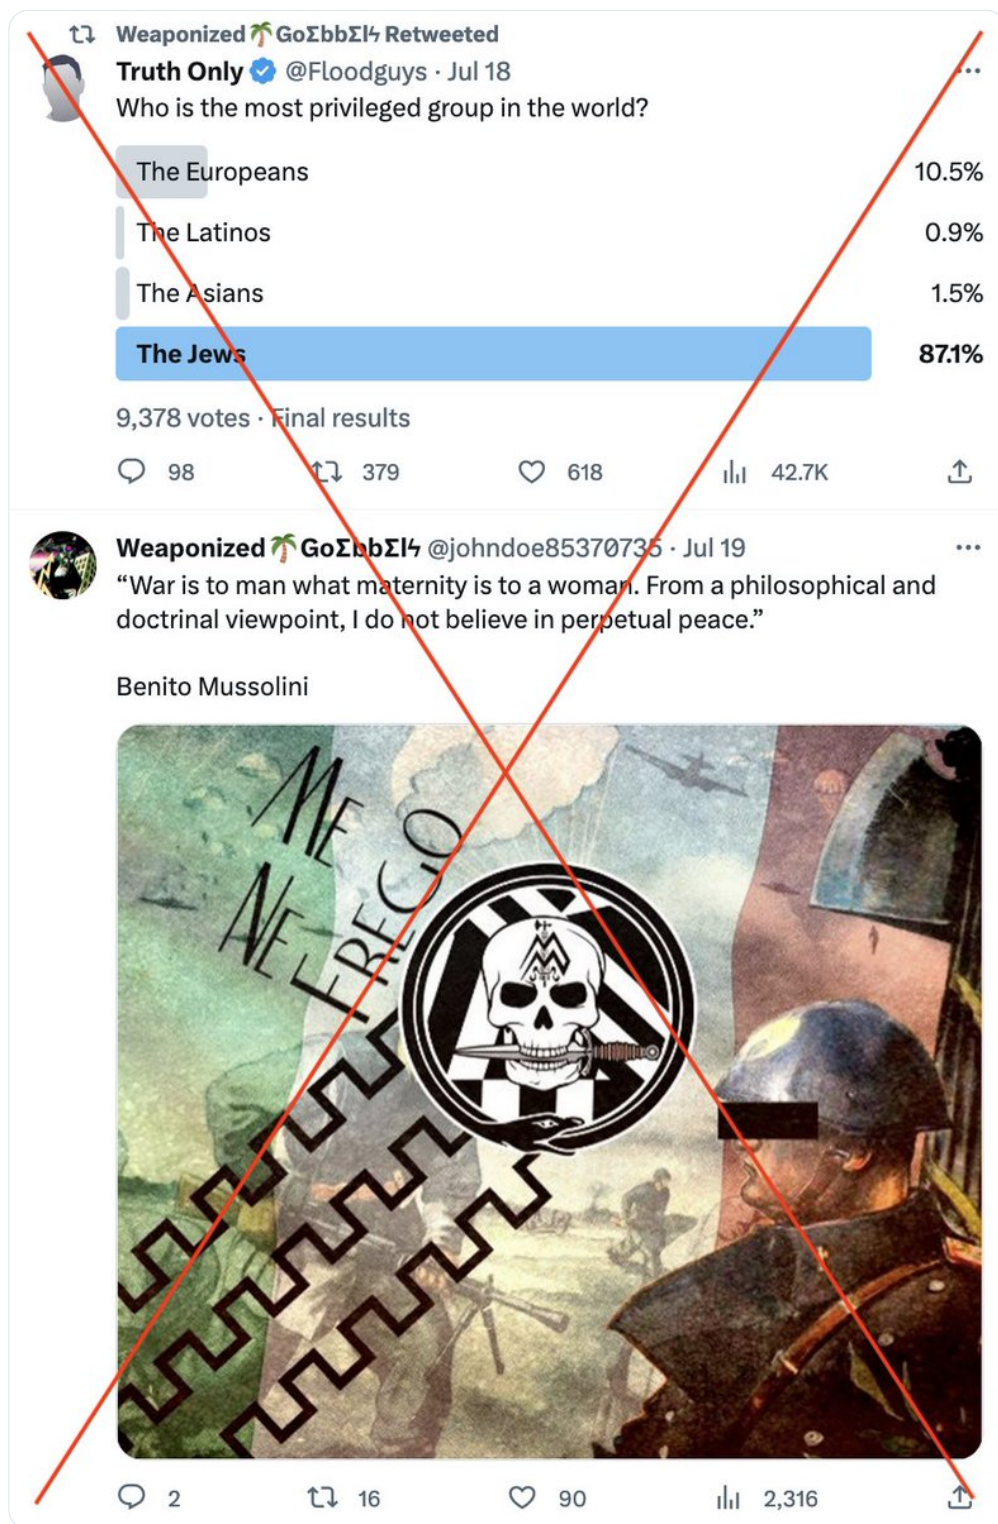 Weaponized🌴GoΣbbΣlϟ Retweeted
Truth Only @Floodguys · Jul 18
Who is the most privileged group in the world?
The Europeans 10.5%
The Latinos 0.9%
The Asians 1.5%
The Jews 87.1%
9,378 votes · Final results
98 379 618 42.7K
Weaponized🌴GoΣbbΣlϟ @johndoe85370735 · Jul 19
“War is to man what maternity is to a woman. From a philosophical and
doctrinal viewpoint, I do not believe in perpetual peace.”
Benito Mussolini
ME
NE
FREGO
2 16 90 2,316